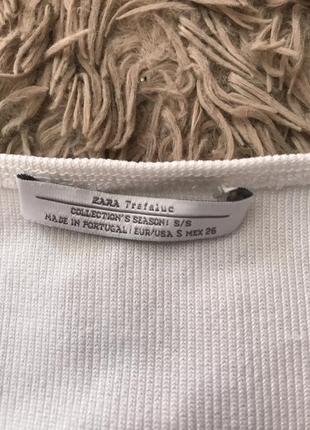 ZARA Trafaluc
COLLECTION'S SEASON: S/S
MADE IN PORTUGAL | EUR/USA S MEX 26